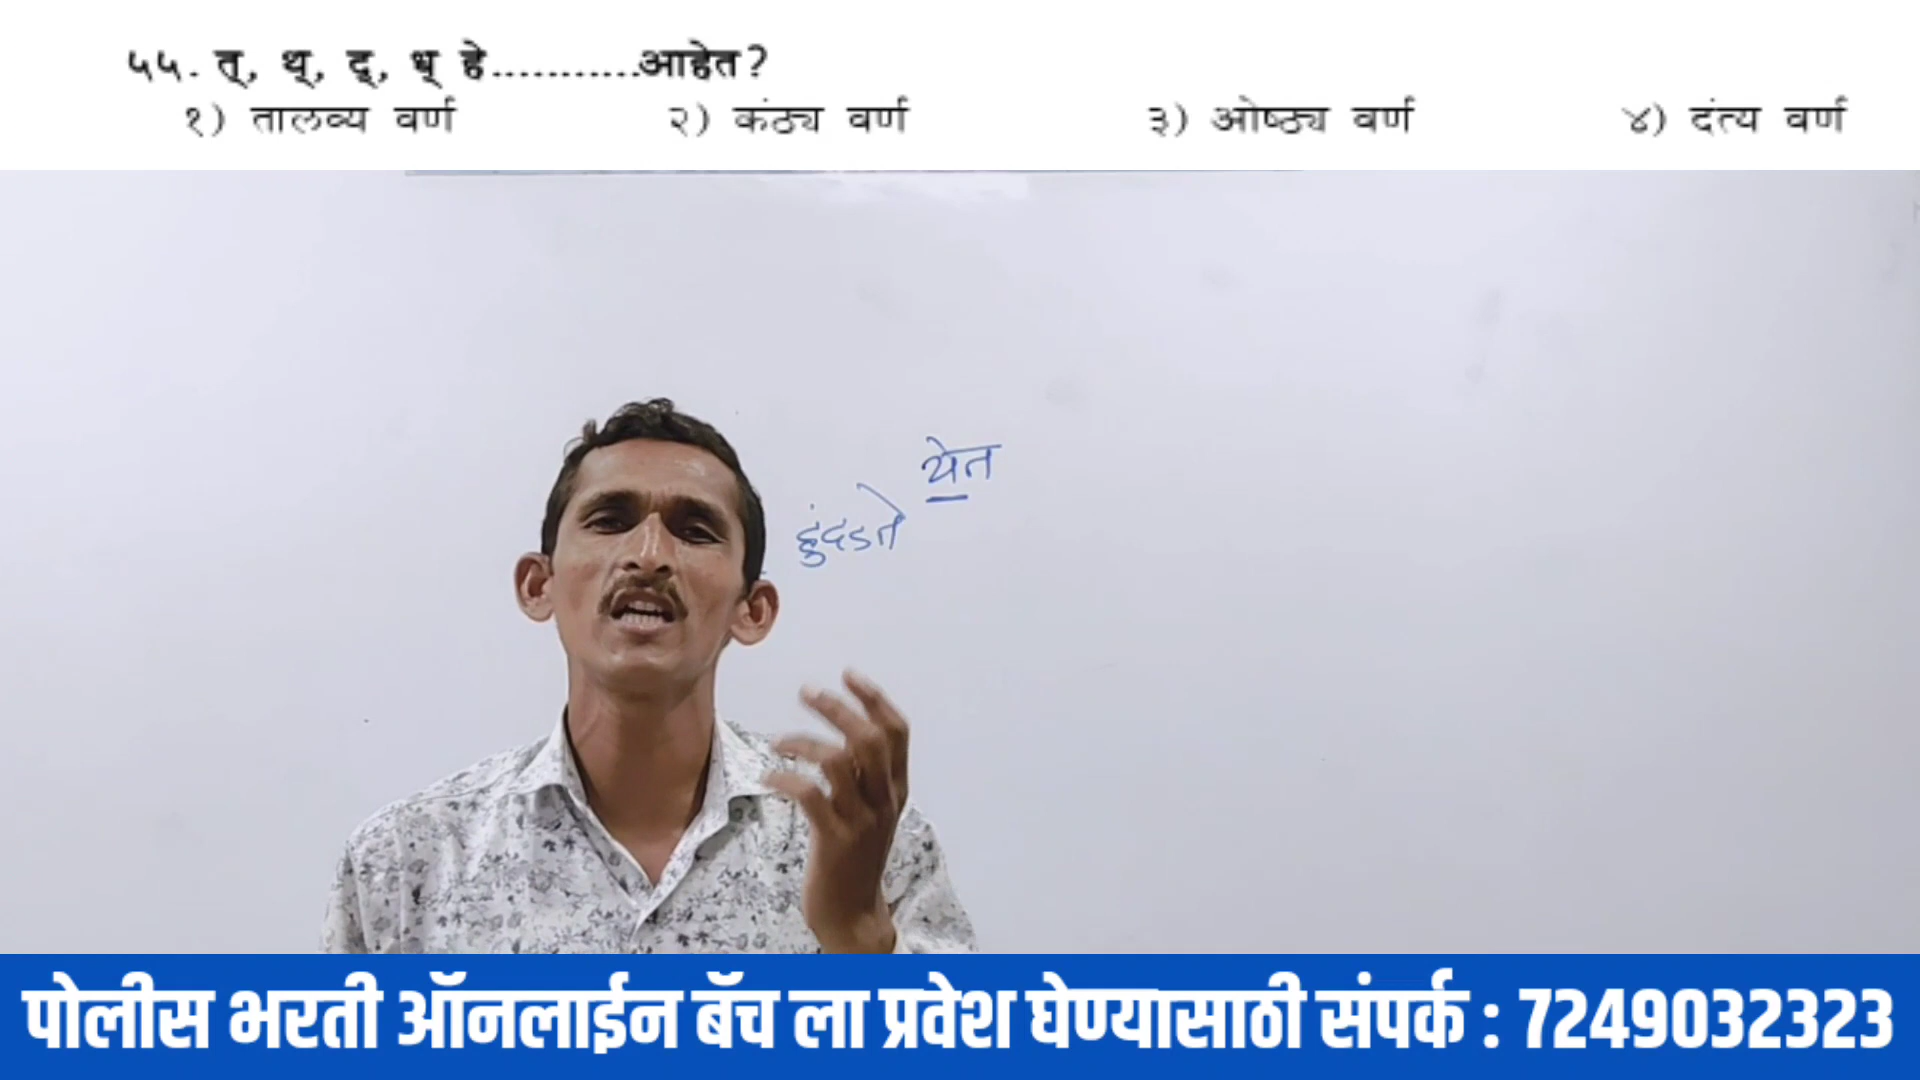 ५५. त्, थ्, द्, ध् हे............आहेत?
१) तालव्य वर्ण २) कंठ्य वर्ण ३) ओष्ठ्य वर्ण ४) दंत्य वर्ण
येत
हुंदडत
पोलीस भरती ऑनलाईन बॅच ला प्रवेश घेण्यासाठी संपर्क : 7249032323